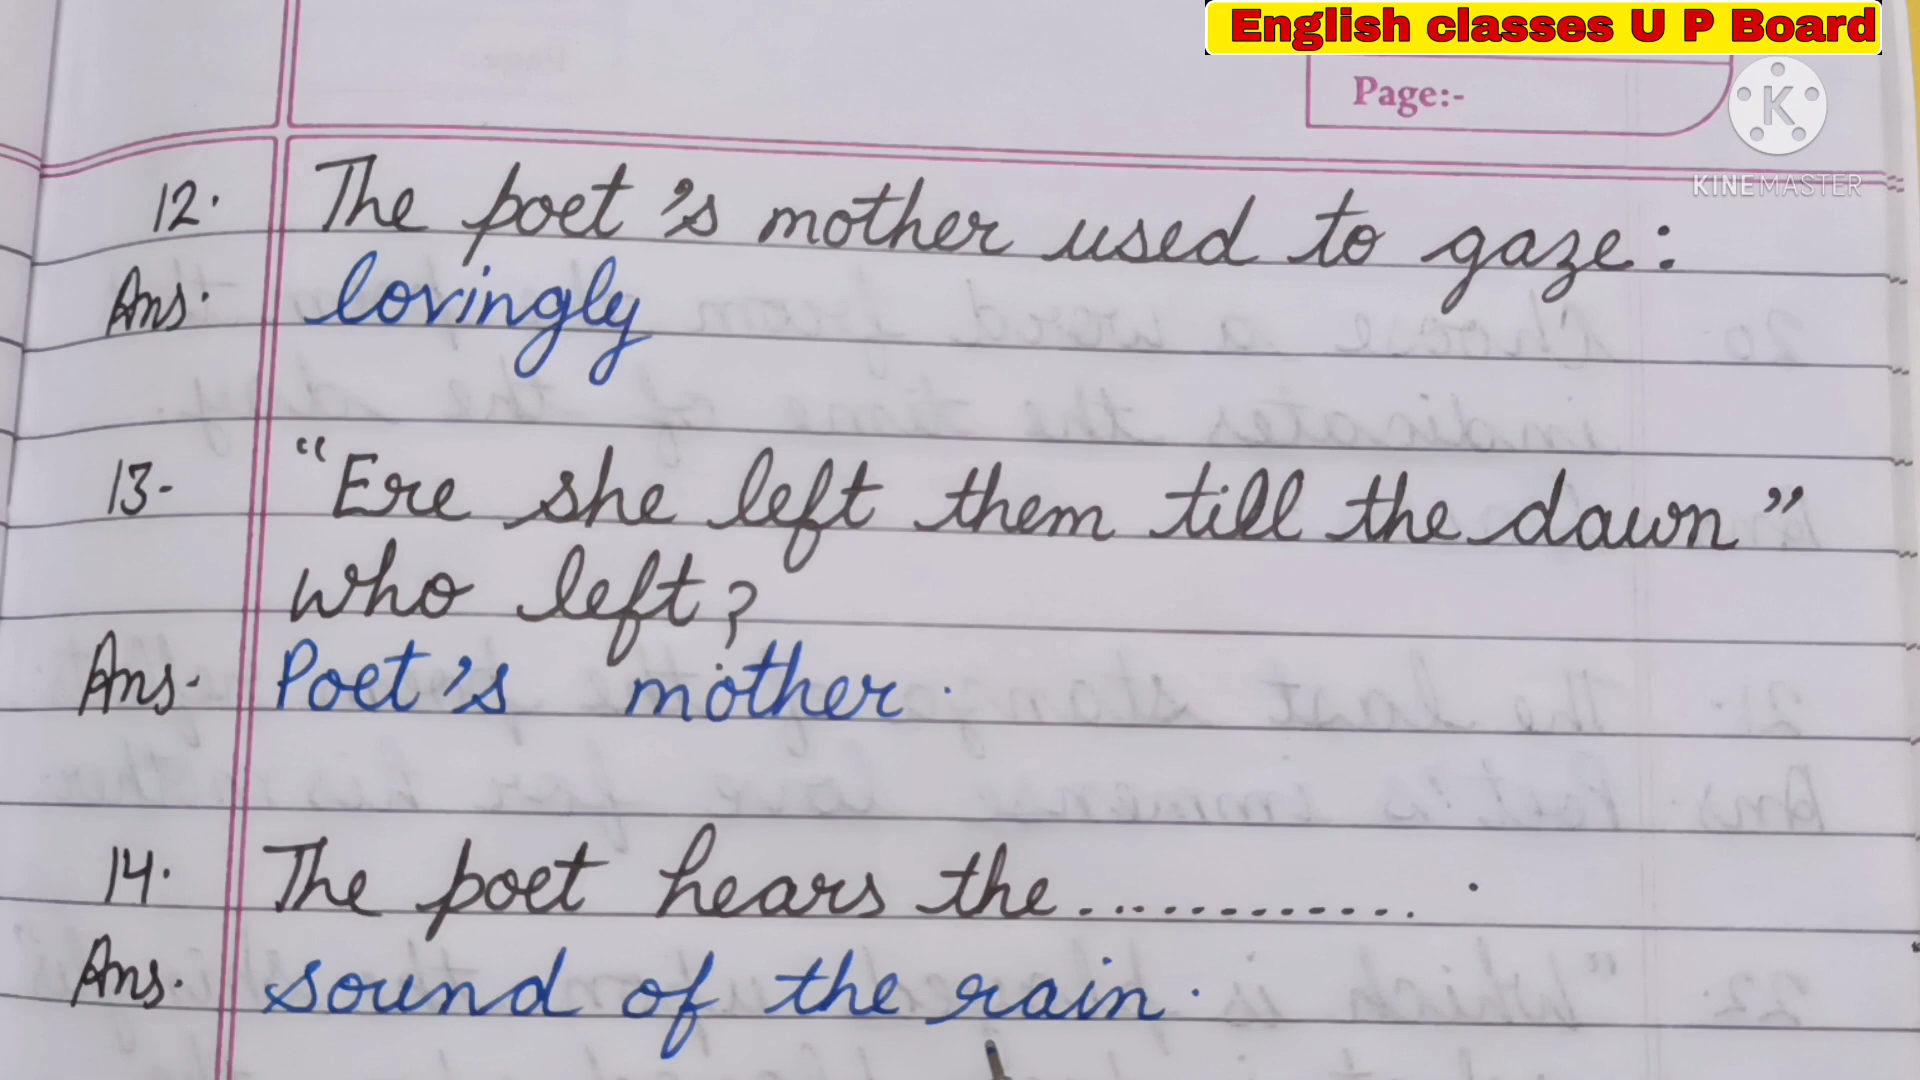 English classes U P Board
Page:-
KINEMASTER
12. The poet's mother used to gaze:
Ans. lovingly
13- "Ere she left them till the dawn"
who left?
Ans- Poet's mother.
14. The poet hears the............. .
Ans. sound of the rain.